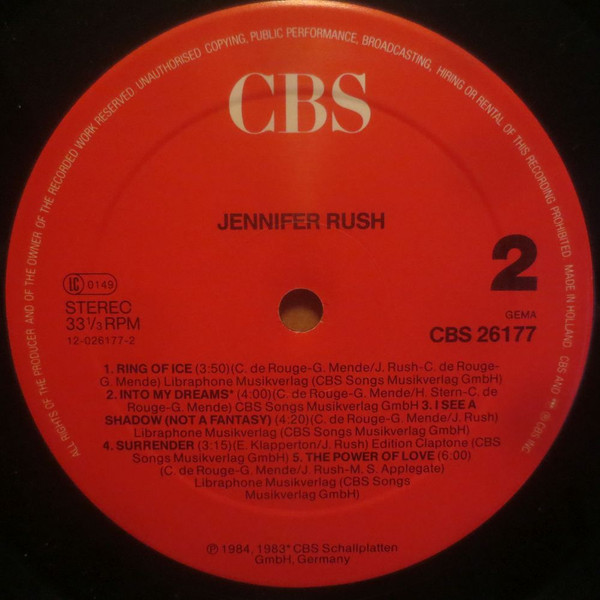 ALL RIGHTS OF THE PRODUCER AND OF THE OWNER OF THE RECORDED WORK RESERVED. UNAUTHORISED COPYING, PUBLIC PERFORMANCE, BROADCASTING, HIRING OR RENTAL OF THIS RECORDING PROHIBITED. MADE IN HOLLAND CBS AND ℗ CBS INC.
CBS
JENNIFER RUSH
2
LC 0149
STEREO
33 1/3 RPM
12-026177-2
GEMA
CBS 26177
1. RING OF ICE (3:50)(C. de Rouge-G. Mende/J. Rush-C. de Rouge-
G. Mende) Libraphone Musikverlag (CBS Songs Musikverlag GmbH)
2. INTO MY DREAMS* (4:00)(C. de Rouge-G. Mende/H. Stern-C. de
Rouge-G. Mende) CBS Songs Musikverlag GmbH 3. I SEE A
SHADOW (NOT A FANTASY) (4:20)(C. de Rouge-G. Mende/J. Rush)
Libraphone Musikverlag (CBS Songs Musikverlag GmbH)
4. SURRENDER (3:15)(E. Klapperton/J. Rush) Edition Claptone (CBS
Songs Musikverlag GmbH) 5. THE POWER OF LOVE (6:00)
(C. de Rouge-G. Mende/J. Rush-M. S. Applegate)
Libraphone Musikverlag (CBS Songs
Musikverlag GmbH)
℗ 1984, 1983* CBS Schallplatten
GmbH, Germany